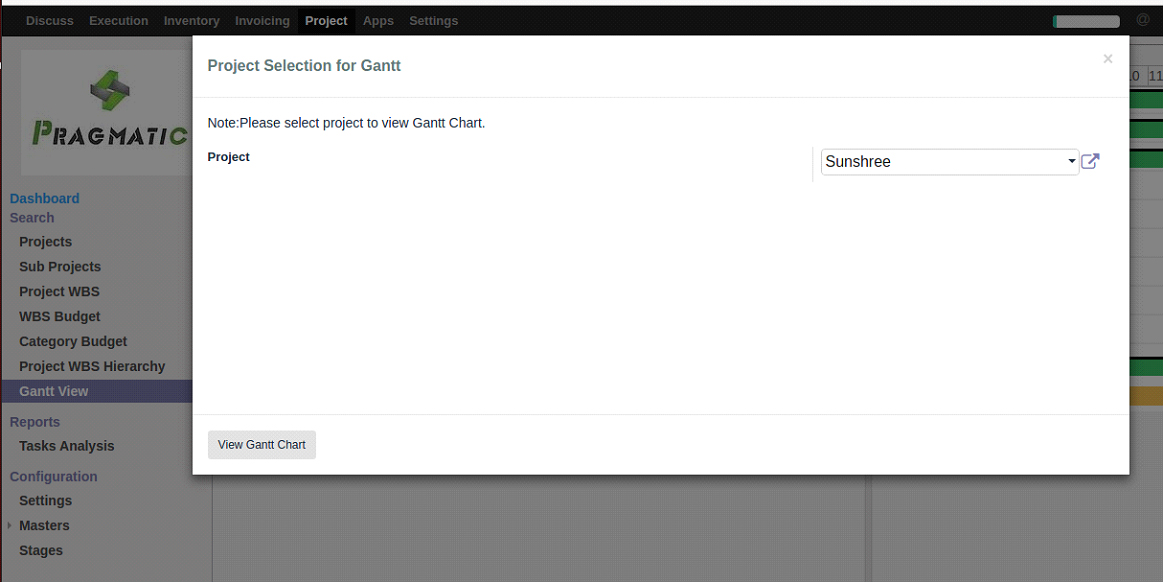 Discuss Execution Inventory Invoicing Project Apps Settings @
Project Selection for Gantt ×
.0 11
Note:Please select project to view Gantt Chart.
Project Sunshree
PRAGMATIC
Dashboard
Search
Projects
Sub Projects
Project WBS
WBS Budget
Category Budget
Project WBS Hierarchy
Gantt View
Reports
Tasks Analysis
View Gantt Chart
Configuration
Settings
Masters
Stages